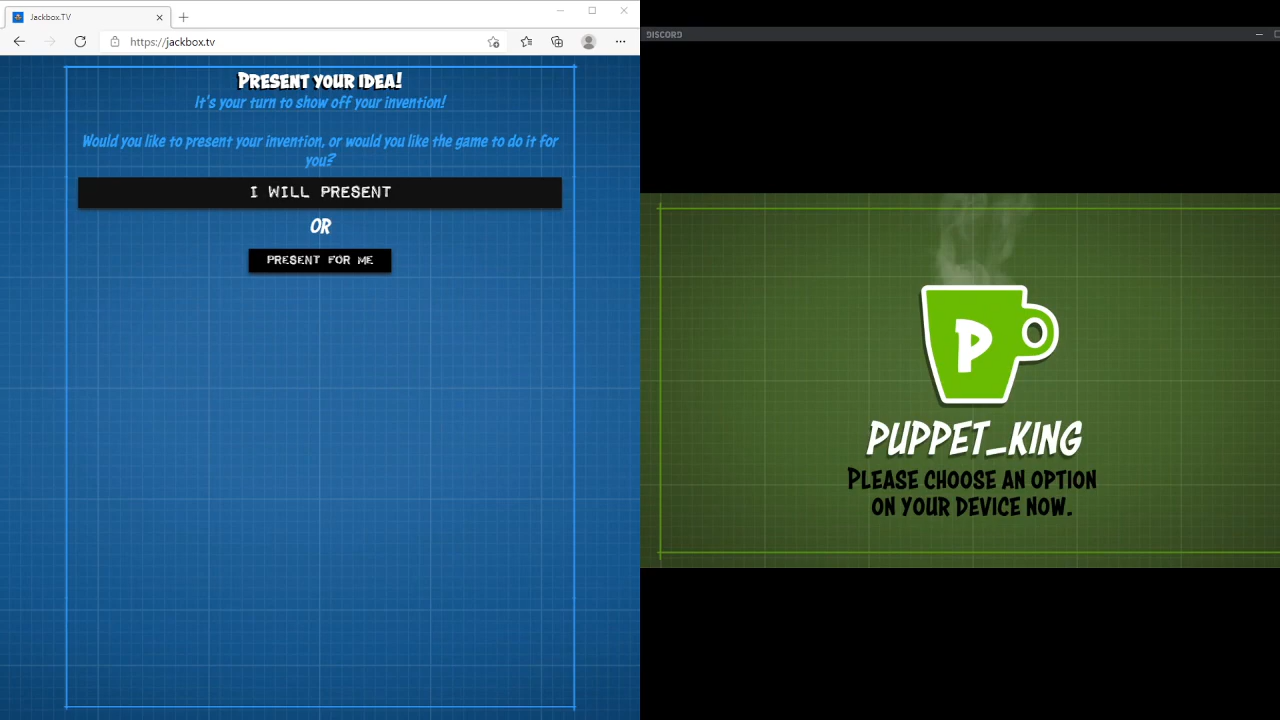 Jackbox.TV
https://jackbox.tv
PRESENT YOUR IDEA!
It's your turn to show off your invention!
Would you like to present your invention, or would you like the game to do it for
you?
I WILL PRESENT
OR
PRESENT FOR ME
DISCORD
P
PUPPET_KING
PLEASE CHOOSE AN OPTION
ON YOUR DEVICE NOW.